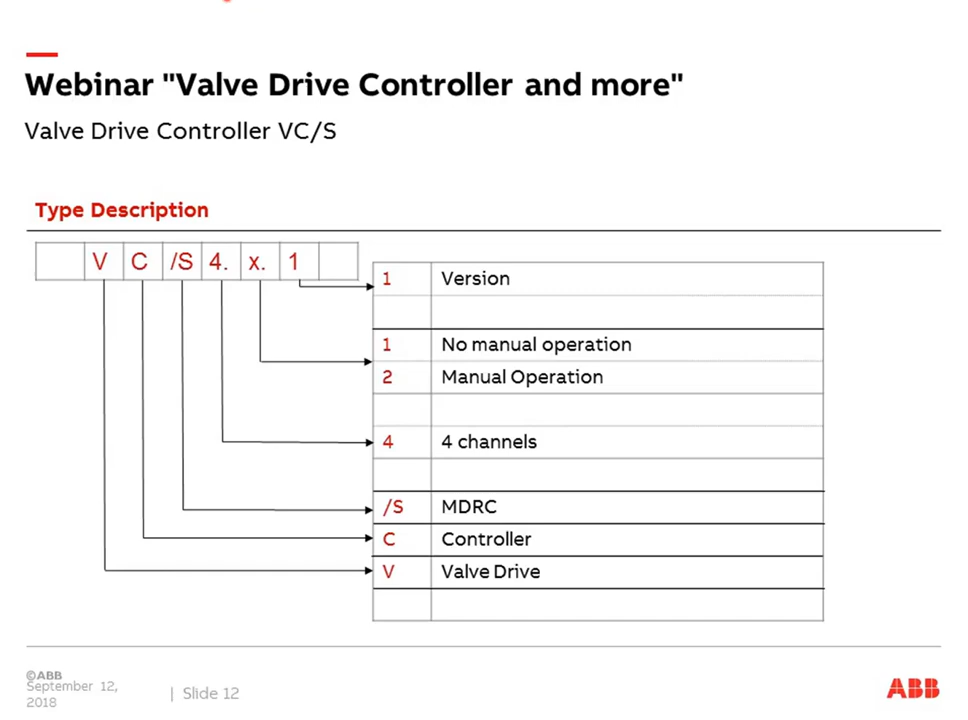 Webinar "Valve Drive Controller and more"
Valve Drive Controller VC/S
Type Description
V C /S 4. x. 1
1 Version
1 No manual operation
2 Manual Operation
4 4 channels
/S MDRC
C Controller
V Valve Drive
©ABB
September 12,
2018
| Slide 12
ABB